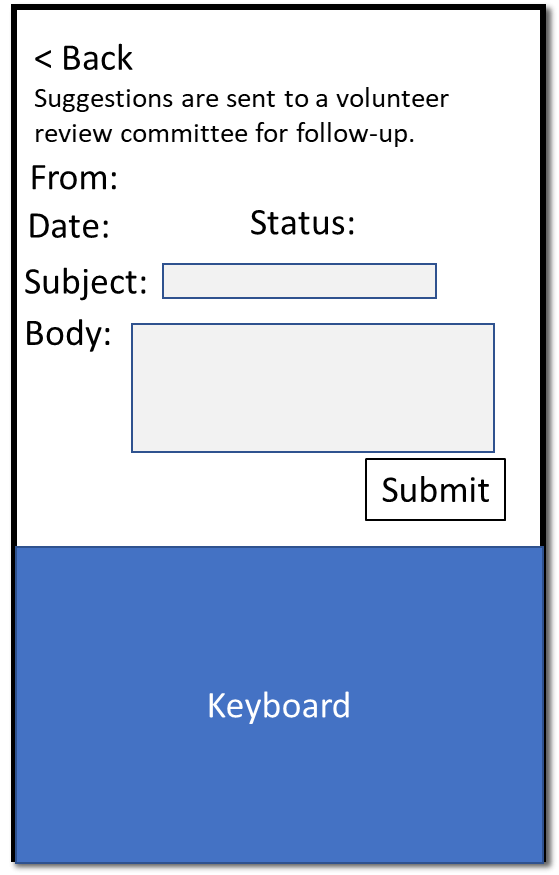 < Back
Suggestions are sent to a volunteer
review committee for follow-up.
From:
Date:
Status:
Subject:
Body:
Submit
Keyboard